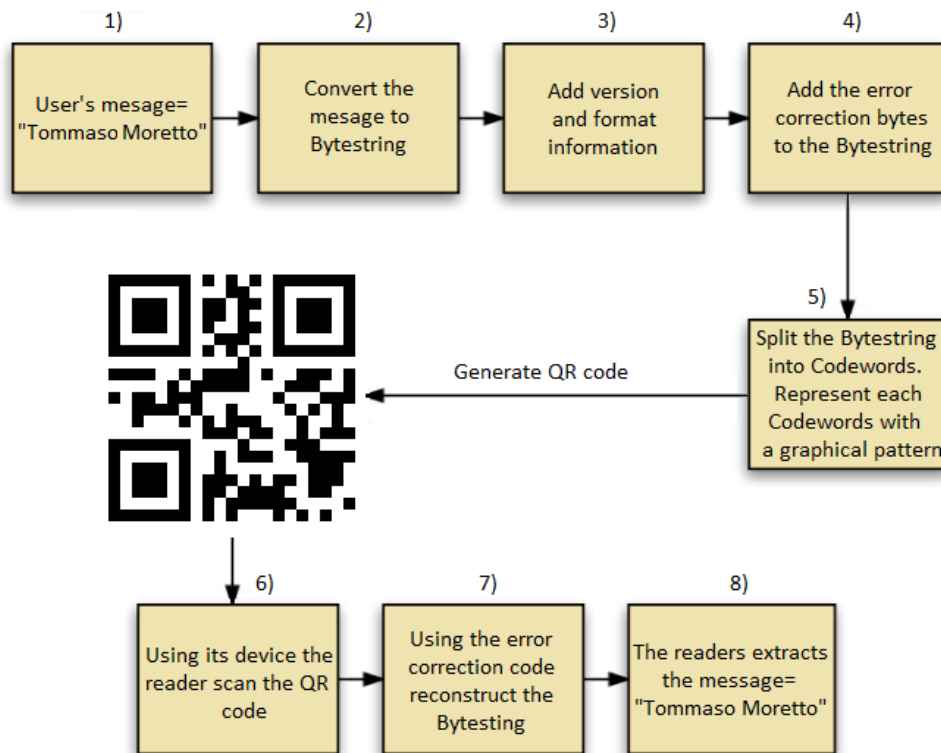 1)
User's mesage=
"Tommaso Moretto"
2)
Convert the
mesage to
Bytestring
3)
Add version
and format
information
4)
Add the error
correction bytes
to the Bytestring
5)
Split the Bytestring
into Codewords.
Represent each
Codewords with
a graphical pattern
Generate QR code
6)
Using its device the
reader scan the QR
code
7)
Using the error
correction code
reconstruct the
Bytesting
8)
The readers extracts
the message=
"Tommaso Moretto"